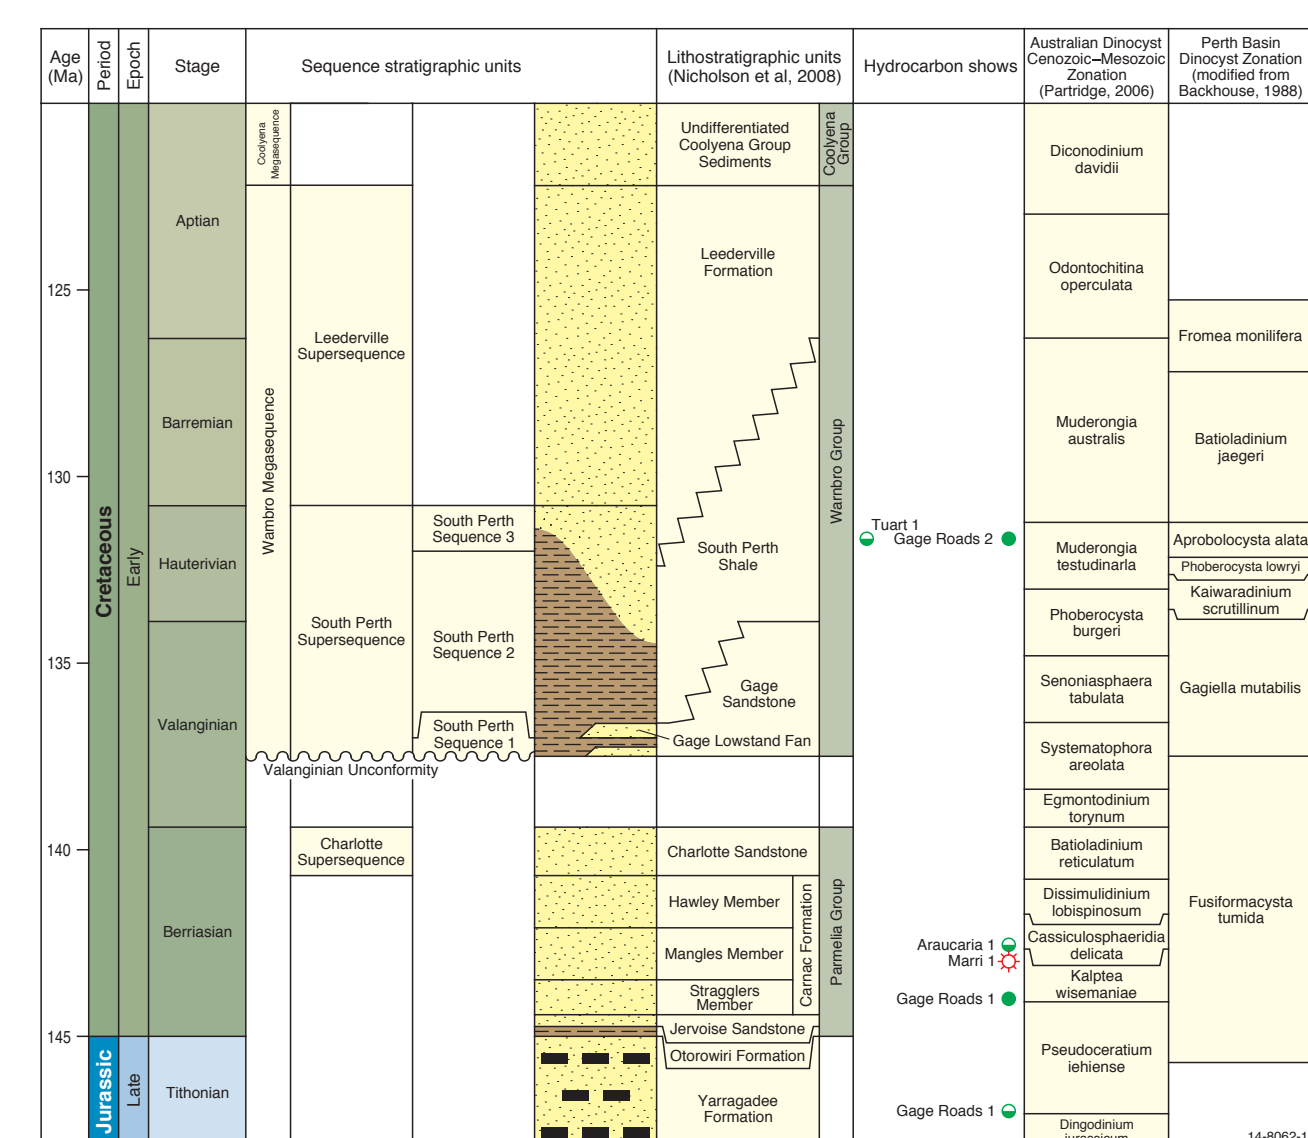 Age
(Ma)
Period
Epoch
Stage
Sequence stratigraphic units
Lithostratigraphic units
(Nicholson et al, 2008)
Hydrocarbon shows
Australian Dinocyst
Cenozoic–Mesozoic
Zonation
(Partridge, 2006)
Perth Basin
Dinocyst Zonation
(modified from
Backhouse, 1988)
125
130
135
140
145
Cretaceous
Jurassic
Early
Late
Aptian
Barremian
Hauterivian
Valanginian
Berriasian
Tithonian
Coolyena
Megasequence
Warnbro Megasequence
Leederville
Supersequence
South Perth
Supersequence
Charlotte
Supersequence
South Perth
Sequence 3
South Perth
Sequence 2
South Perth
Sequence 1
Valanginian Unconformity
Undifferentiated
Coolyena Group
Sediments
Leederville
Formation
South Perth
Shale
Gage
Sandstone
Gage Lowstand Fan
Charlotte Sandstone
Hawley Member
Mangles Member
Stragglers
Member
Carnac Formation
Jervoise Sandstone
Otorowiri Formation
Yarragadee
Formation
Coolyena
Group
Warnbro Group
Parmelia Group
Tuart 1
Gage Roads 2
Araucaria 1
Marri 1
Gage Roads 1
Gage Roads 1
Diconodinium
davidii
Odontochitina
operculata
Muderongia
australis
Muderongia
testudinarla
Phoberocysta
burgeri
Senoniasphaera
tabulata
Systematophora
areolata
Egmontodinium
torynum
Batioladinium
reticulatum
Dissimulidinium
lobispinosum
Cassiculosphaeridia
delicata
Kalptea
wisemaniae
Pseudoceratium
iehiense
Dingodinium
jurassicum
Fromea monilifera
Batioladinium
jaegeri
Aprobolocysta alata
Phoberocysta lowryi
Kaiwaradinium
scrutillinum
Gagiella mutabilis
Fusiformacysta
tumida
14-8062-1